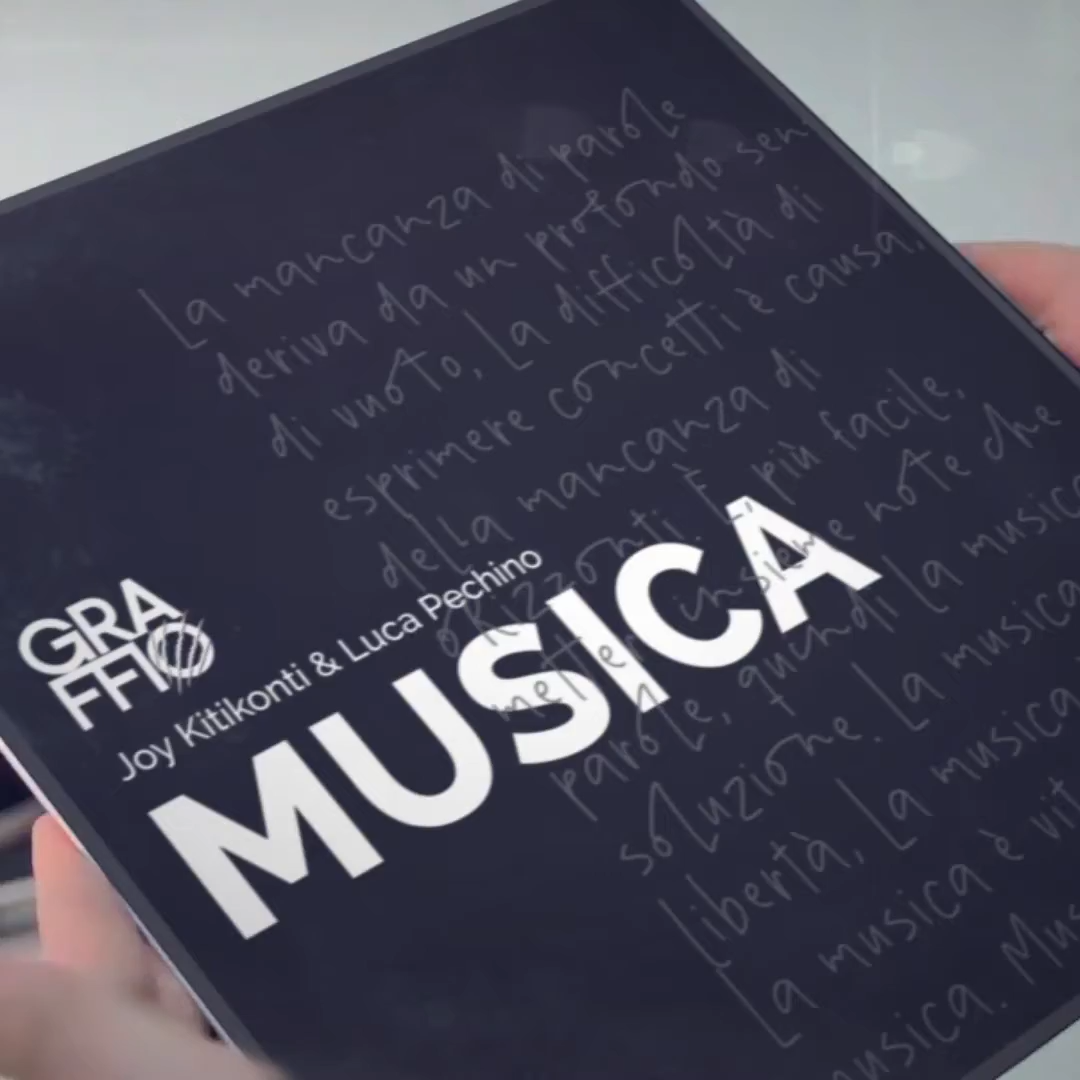 La mancanza di parole
deriva da un profondo sen
di vuoto, La difficoltà di
esprimere concetti è causa,
della mancanza di
orizzonti. È, più facile,
mettere insieme note che
parole, quindi La musica
soluzione. La musica
Libertà, La musica
La musica è vit
musica. Mus
GRA
FFIO
Joy Kitikonti & Luca Pechino
MUSICA